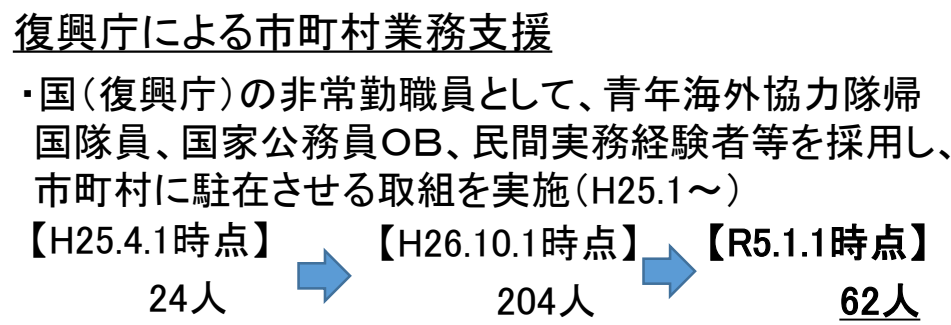 復興庁による市町村業務支援
・国（復興庁）の非常勤職員として、青年海外協力隊帰
国隊員、国家公務員ＯＢ、民間実務経験者等を採用し、
市町村に駐在させる取組を実施（H25.1～）
【H25.4.1時点】 【H26.10.1時点】 【R5.1.1時点】
24人 204人 62人